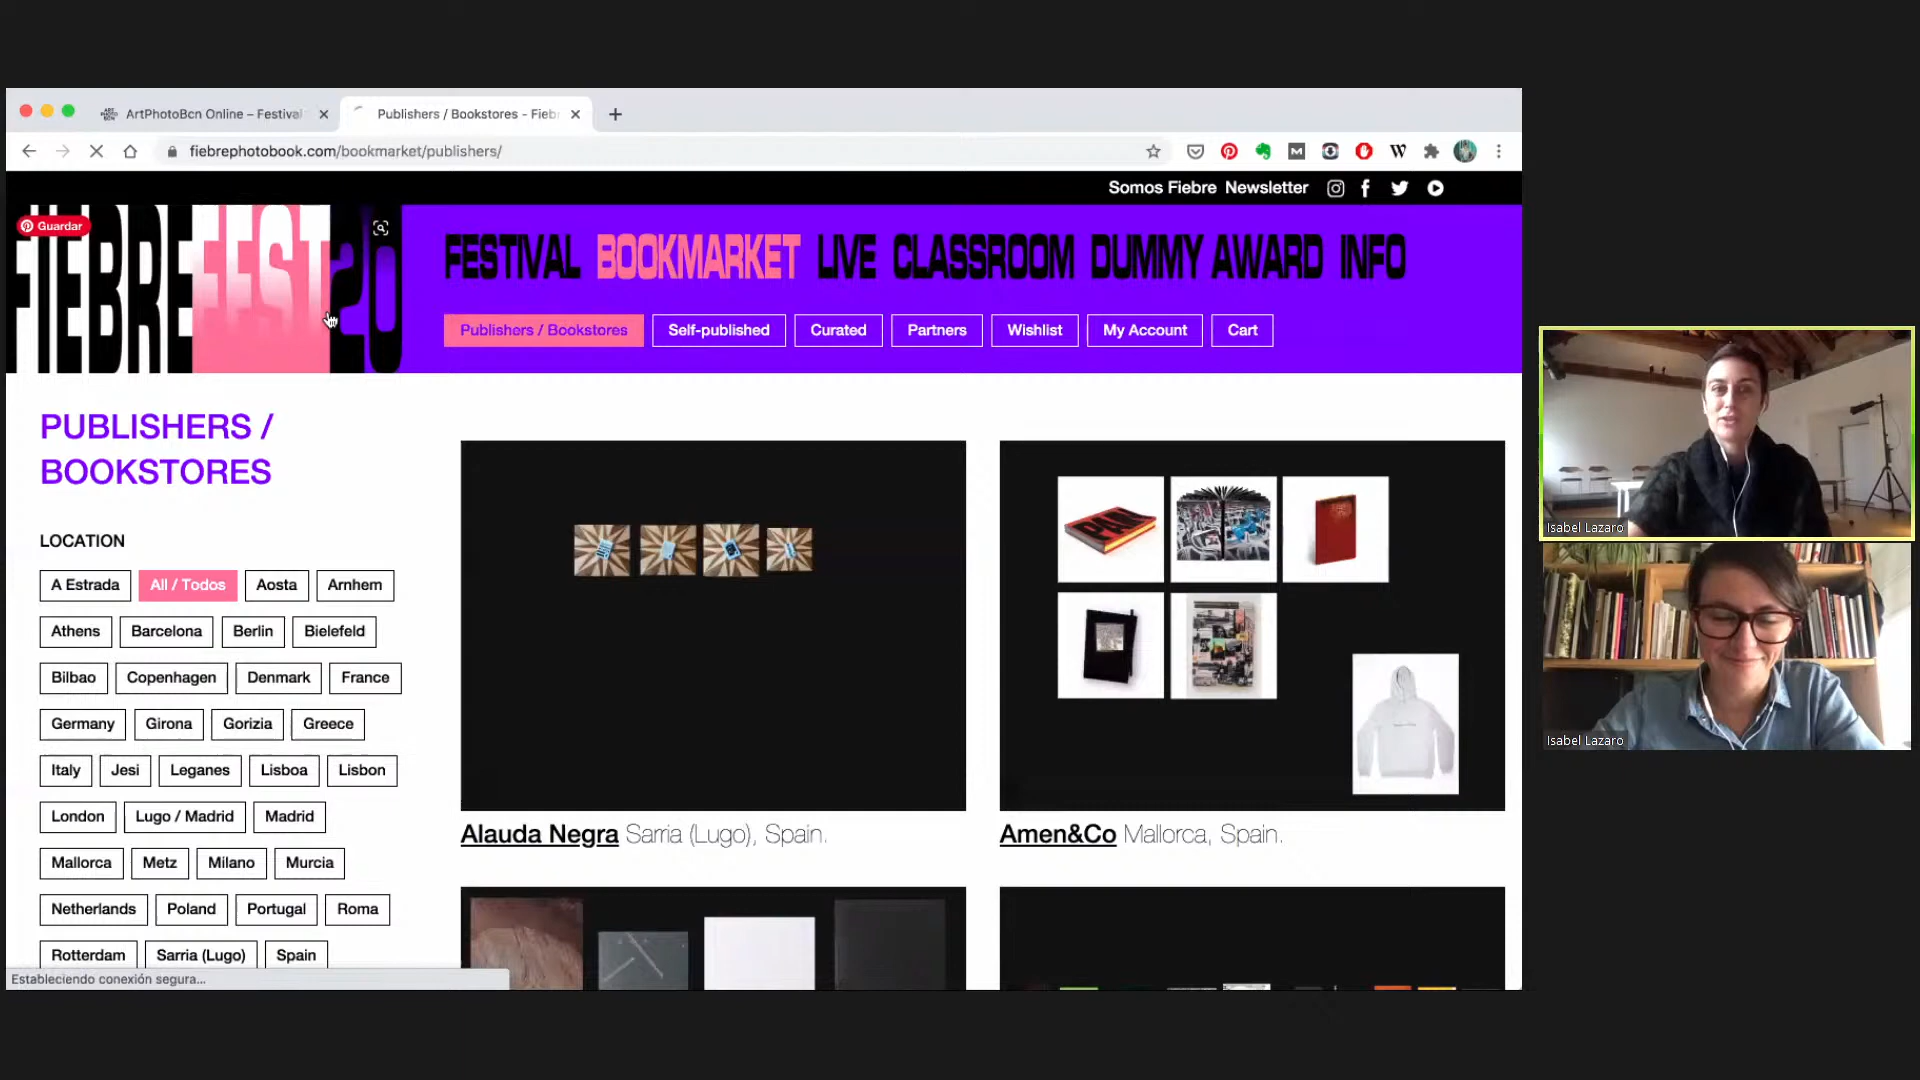 ArtPhotoBcn Online – Festival
Publishers / Bookstores - Fieb
fiebrephotobook.com/bookmarket/publishers/
Somos Fiebre Newsletter
Guardar
FIEBREFEST20
FESTIVAL BOOKMARKET LIVE CLASSROOM DUMMY AWARD INFO
Publishers / Bookstores Self-published Curated Partners Wishlist My Account Cart
PUBLISHERS /
BOOKSTORES
LOCATION
A Estrada All / Todos Aosta Arnhem
Athens Barcelona Berlin Bielefeld
Bilbao Copenhagen Denmark France
Germany Girona Gorizia Greece
Italy Jesi Leganes Lisboa Lisbon
London Lugo / Madrid Madrid
Mallorca Metz Milano Murcia
Netherlands Poland Portugal Roma
Rotterdam Sarria (Lugo) Spain
Estableciendo conexión segura...
PAN
Alauda Negra Sarria (Lugo), Spain.
Amen&Co Mallorca, Spain.
Isabel Lazaro
Isabel Lazaro